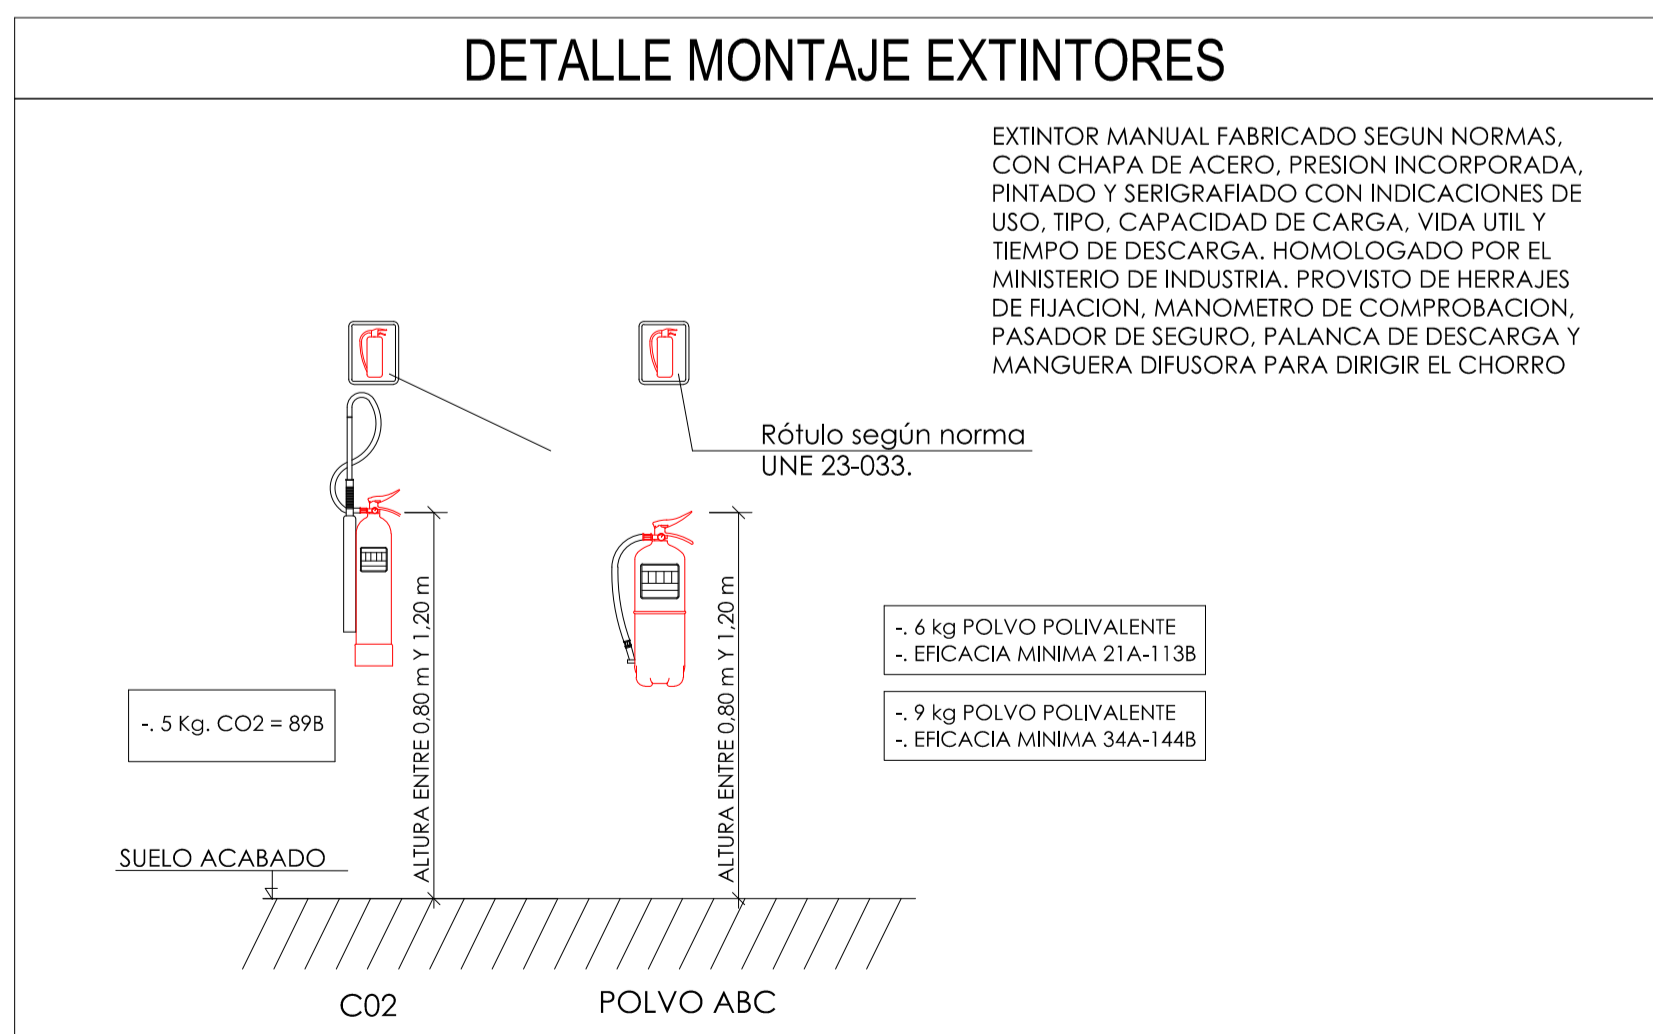 DETALLE MONTAJE EXTINTORES
EXTINTOR MANUAL FABRICADO SEGUN NORMAS,
CON CHAPA DE ACERO, PRESION INCORPORADA,
PINTADO Y SERIGRAFIADO CON INDICACIONES DE
USO, TIPO, CAPACIDAD DE CARGA, VIDA UTIL Y
TIEMPO DE DESCARGA. HOMOLOGADO POR EL
MINISTERIO DE INDUSTRIA. PROVISTO DE HERRAJES
DE FIJACION, MANOMETRO DE COMPROBACION,
PASADOR DE SEGURO, PALANCA DE DESCARGA Y
MANGUERA DIFUSORA PARA DIRIGIR EL CHORRO
Rótulo según norma
UNE 23-033.
ALTURA ENTRE 0,80 m Y 1,20 m
ALTURA ENTRE 0,80 m Y 1,20 m
-. 6 kg POLVO POLIVALENTE
-. EFICACIA MINIMA 21A-113B
-. 9 kg POLVO POLIVALENTE
-. EFICACIA MINIMA 34A-144B
-. 5 Kg. CO2 = 89B
SUELO ACABADO
C02
POLVO ABC